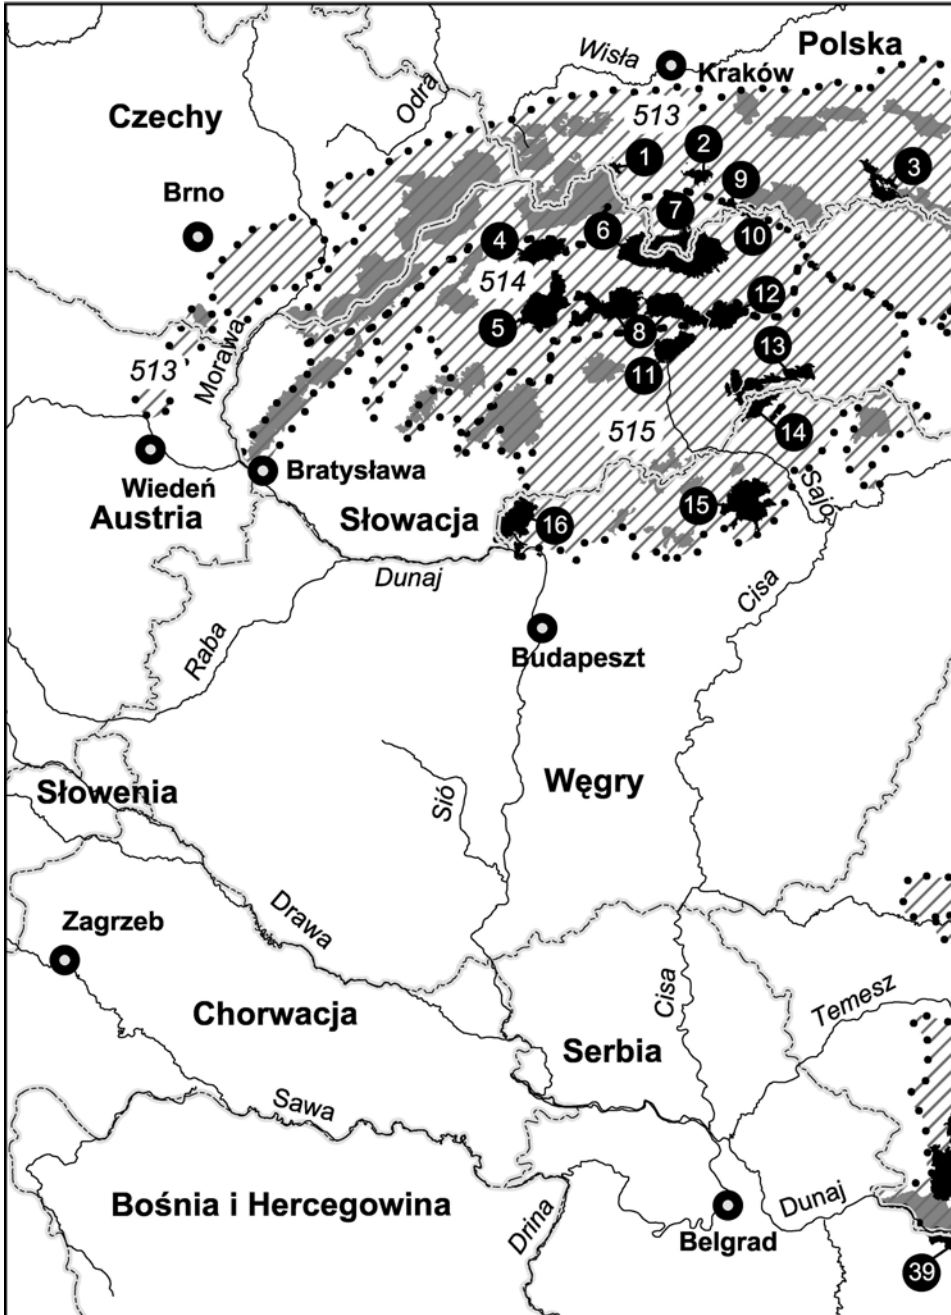 Polska
Wisła
Kraków
Odra
Czechy
513
1
2
3
9
Brno
7
6
10
4
514
12
5
8
13
Morawa
513
11
515
14
Bratysława
Wiedeń
Austria
Słowacja
15
Sajó
16
Dunaj
Cisa
Raba
Budapeszt
Węgry
Słowenia
Sió
Zagrzeb
Drawa
Cisa
Temesz
Chorwacja
Serbia
Sawa
Bośnia i Hercegowina
Dunaj
Drina
Belgrad
39